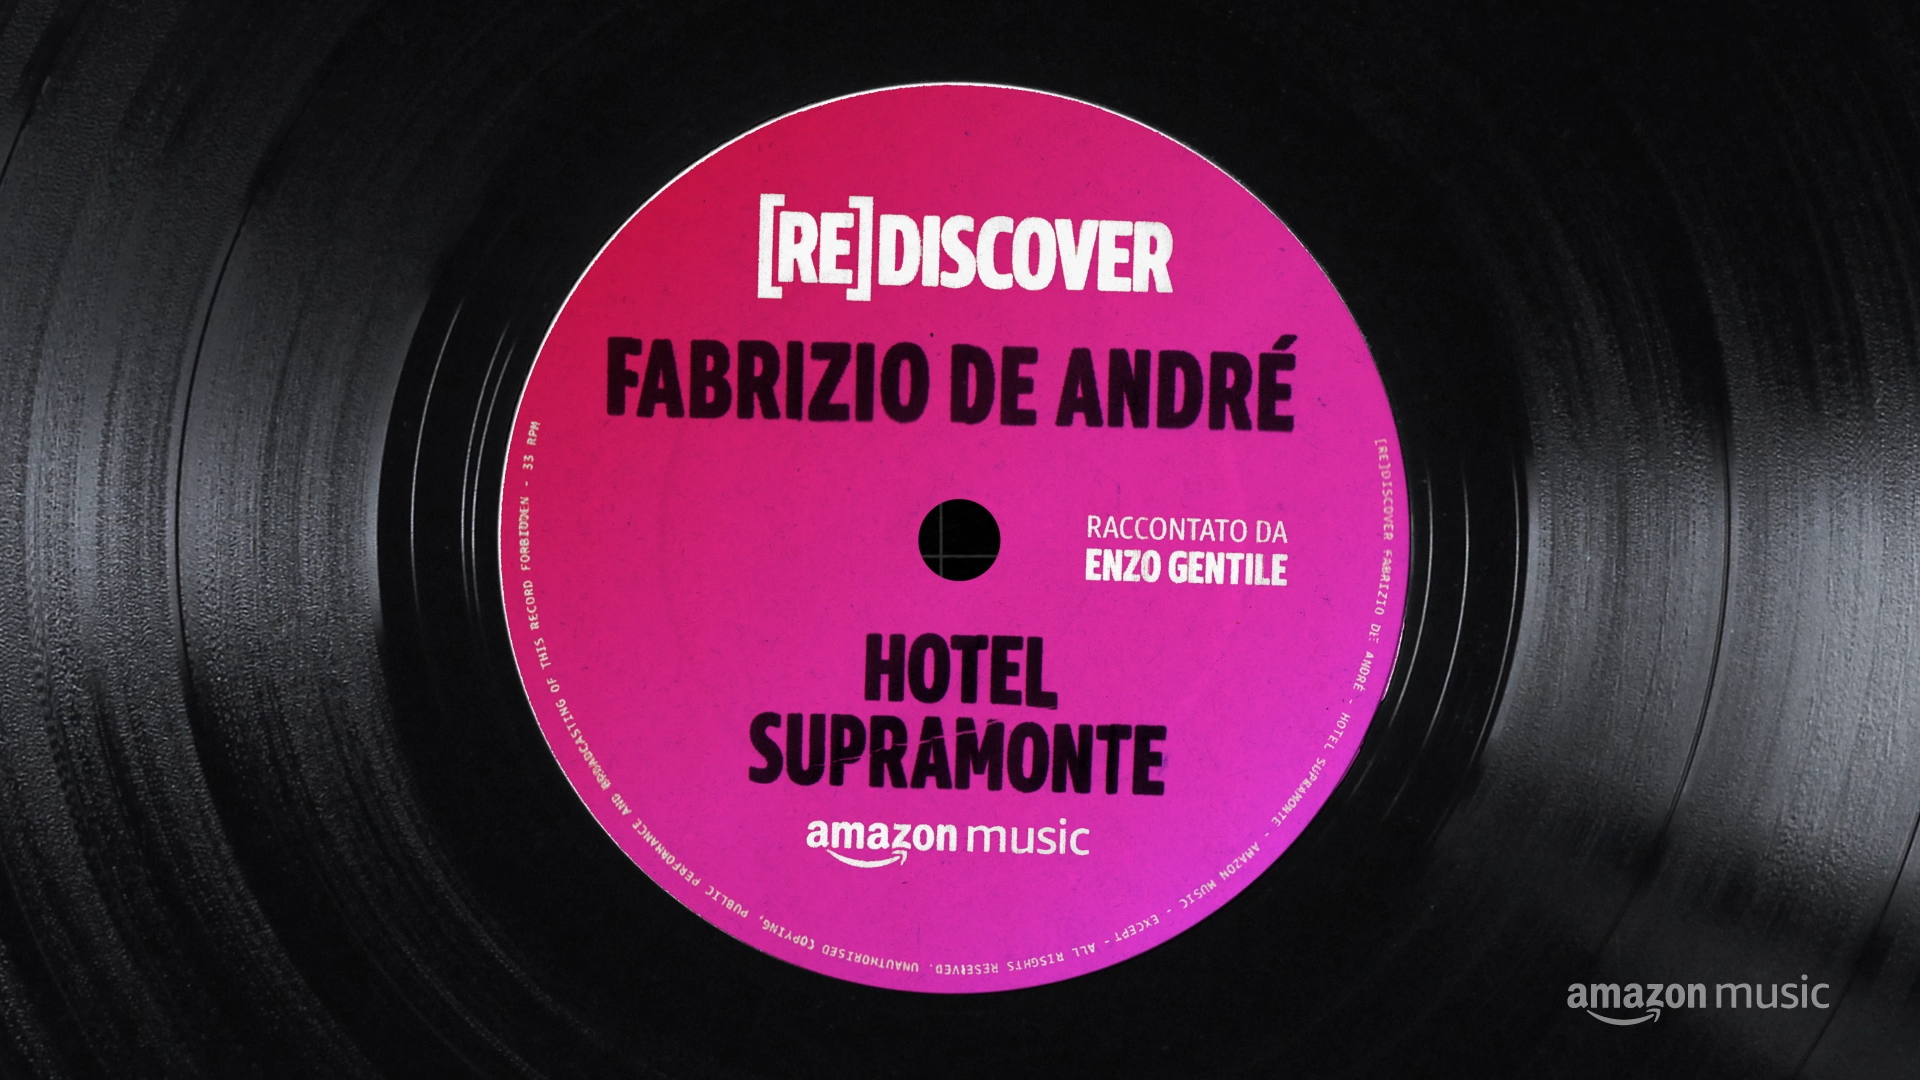 [RE]DISCOVER
FABRIZIO DE ANDRÉ
RACCONTATO DA
ENZO GENTILE
HOTEL
SUPRAMONTE
amazon music
[RE]DISCOVER FABRIZIO DE ANDRÉ - HOTEL SUPRAMONTE - AMAZON MUSIC - EXCEPT - ALL RISGHTS RESERVED. UNAUTHORISED COPYING, PUBLIC PERFORMANCE AND BROADCASTING OF THIS RECORD FORBIDDEN - 33 RPM
amazon music